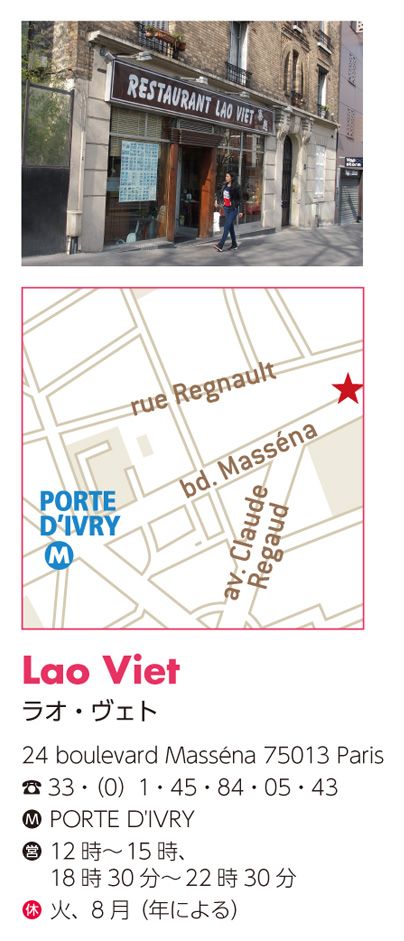 RESTAURANT LAO VIET
rue Regnault
bd. Masséna
av. Claude
Regaud
PORTE
D'IVRY
M
Lao Viet
ラオ・ヴェト
24 boulevard Masséna 75013 Paris
☎ 33・(0) 1・45・84・05・43
M PORTE D'IVRY
営 12時〜15時、
18時30分〜22時30分
休 火、8月(年による)